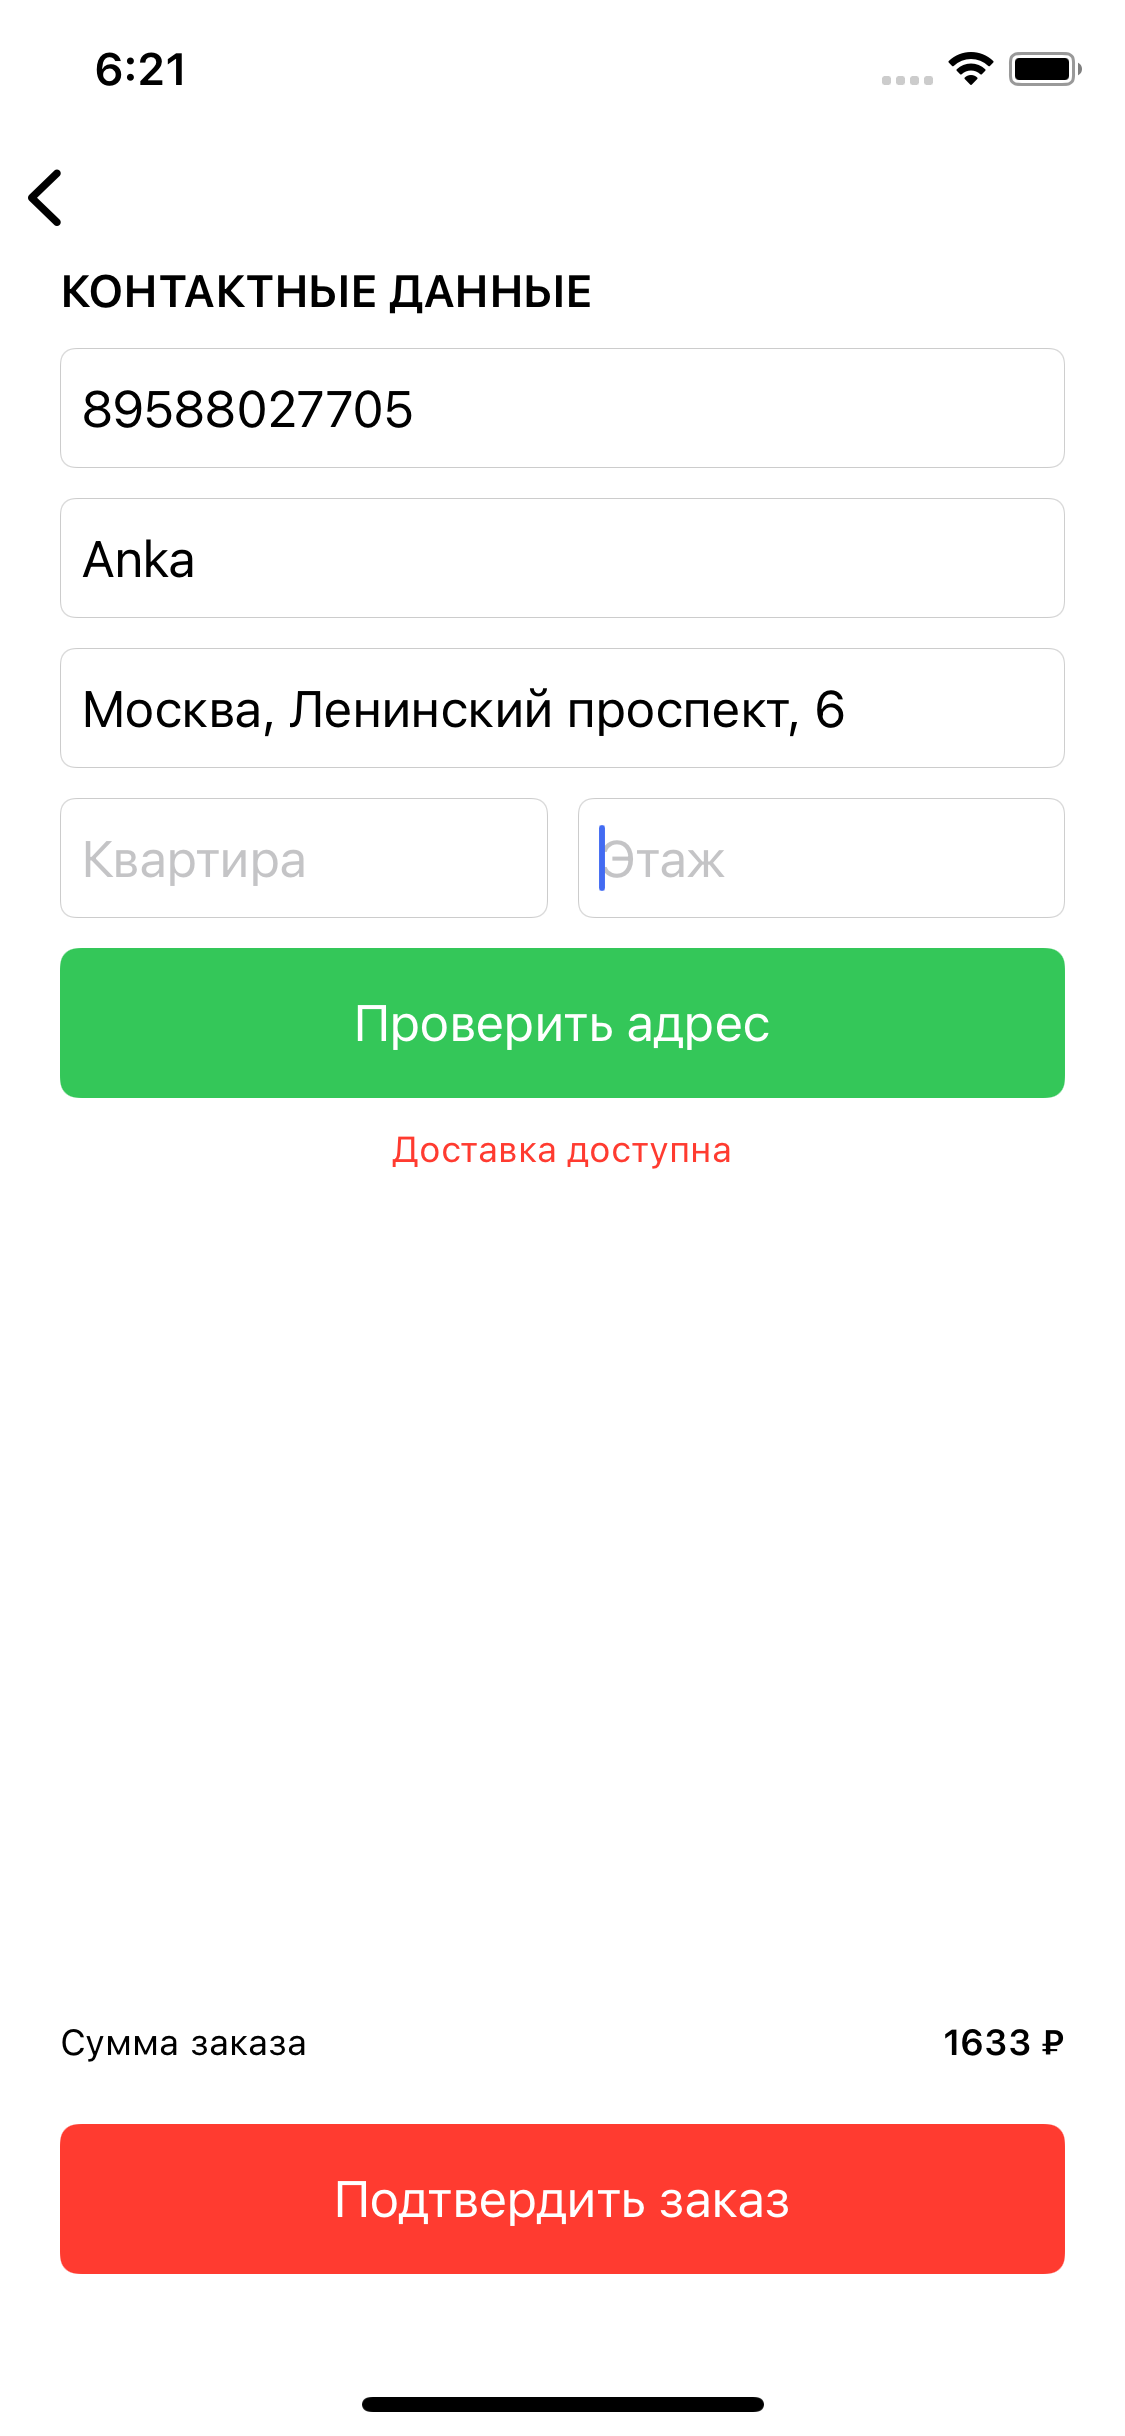 6:21
КОНТАКТНЫЕ ДАННЫЕ
89588027705
Anka
Москва, Ленинский проспект, 6
Квартира
Этаж
Проверить адрес
Доставка доступна
Сумма заказа
1633 ₽
Подтвердить заказ